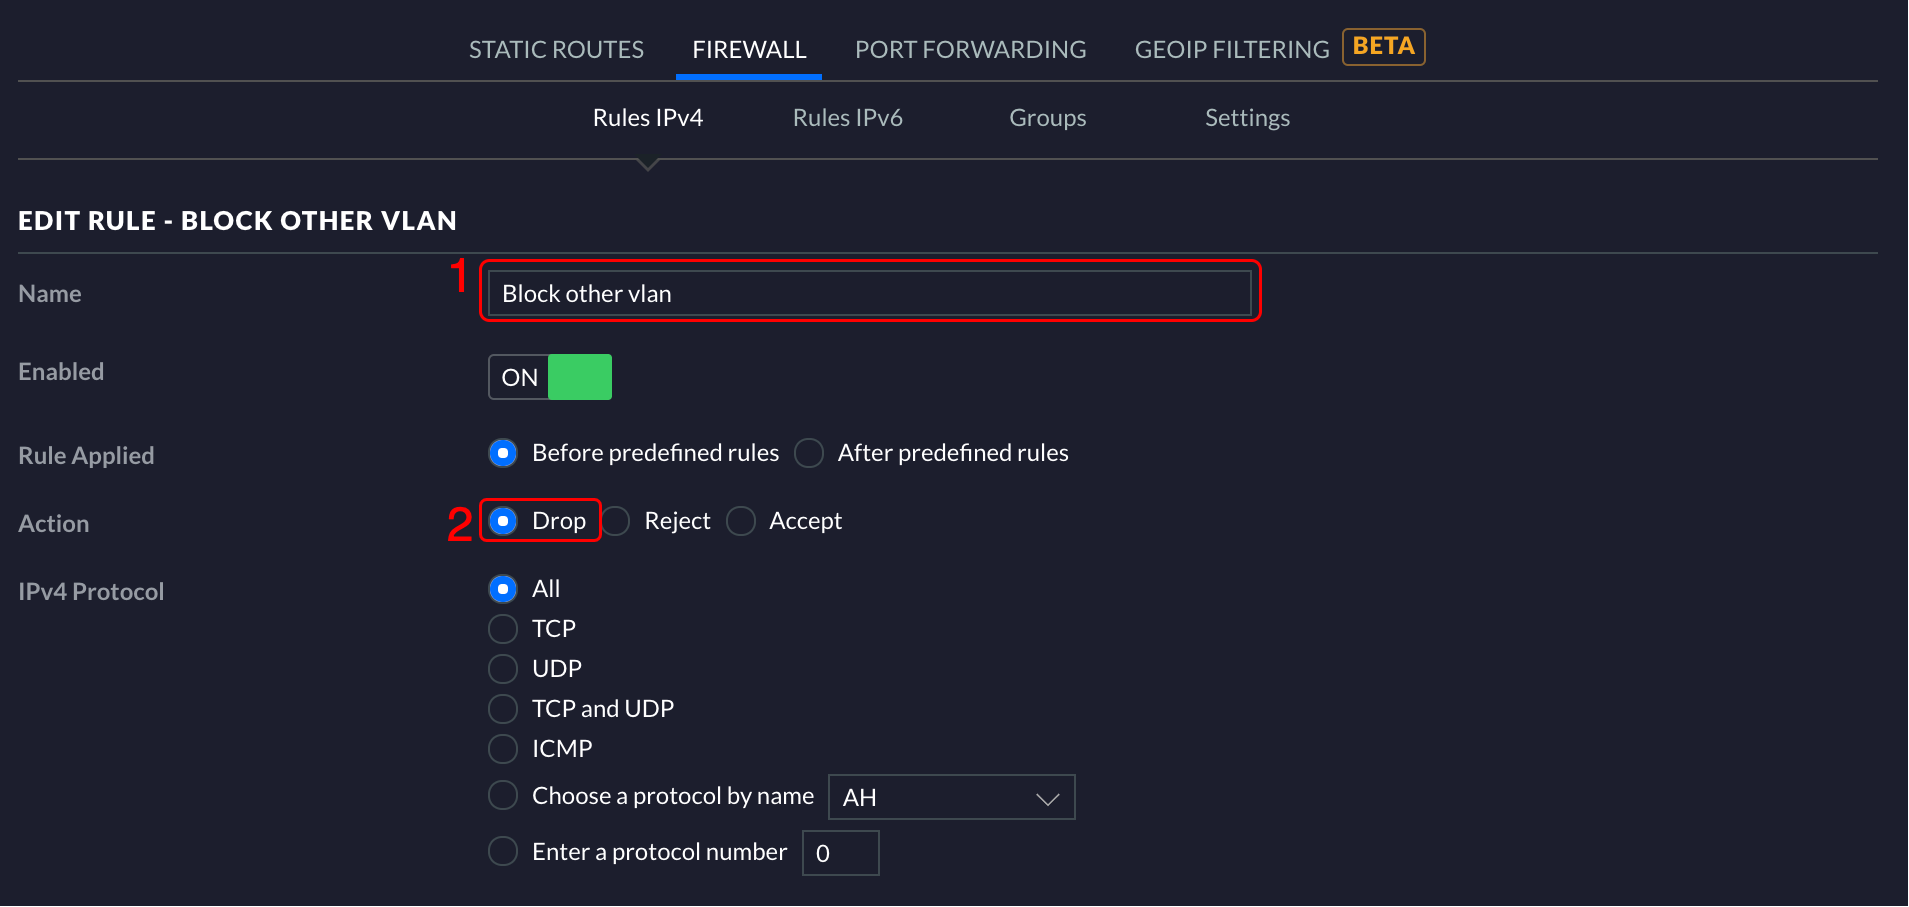 STATIC ROUTES FIREWALL PORT FORWARDING GEOIP FILTERING BETA
Rules IPv4 Rules IPv6 Groups Settings
EDIT RULE - BLOCK OTHER VLAN
Name 1 Block other vlan
Enabled ON
Rule Applied Before predefined rules After predefined rules
Action 2 Drop Reject Accept
IPv4 Protocol All
TCP
UDP
TCP and UDP
ICMP
Choose a protocol by name AH
Enter a protocol number 0